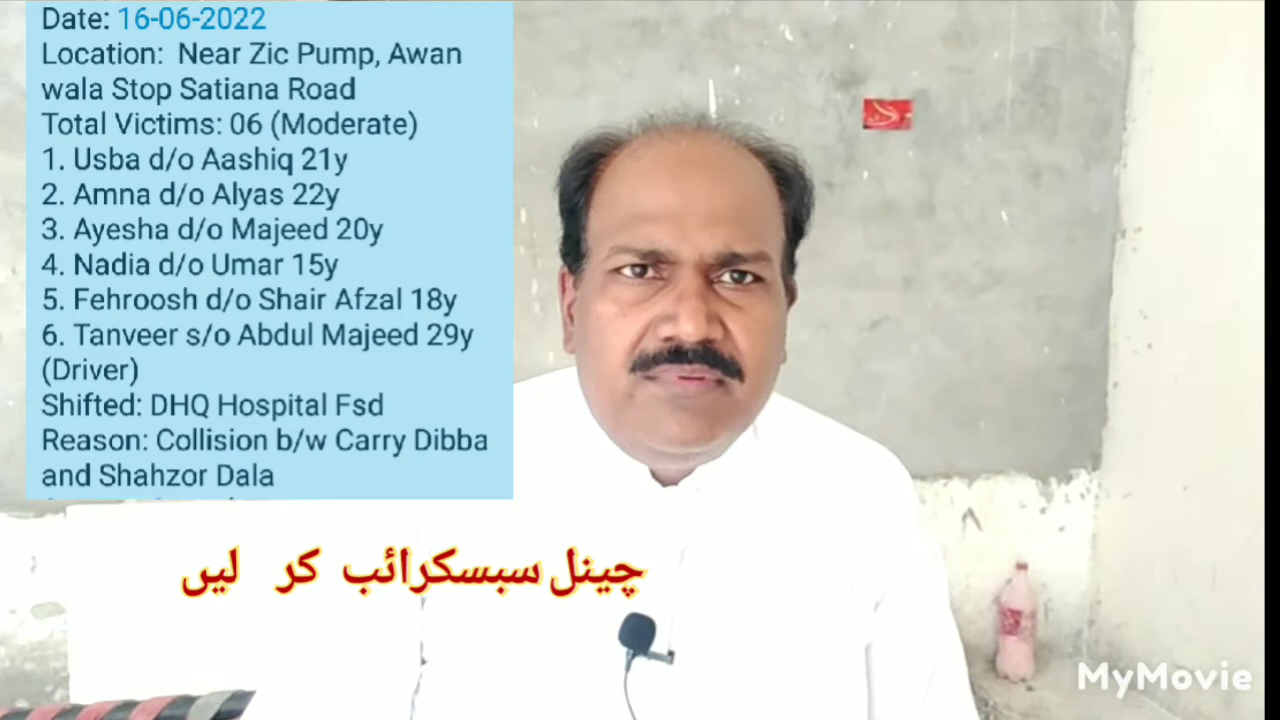 Date: 16-06-2022
Location: Near Zic Pump, Awan
wala Stop Satiana Road
Total Victims: 06 (Moderate)
1. Usba d/o Aashiq 21y
2. Amna d/o Alyas 22y
3. Ayesha d/o Majeed 20y
4. Nadia d/o Umar 15y
5. Fehroosh d/o Shair Afzal 18y
6. Tanveer s/o Abdul Majeed 29y
(Driver)
Shifted: DHQ Hospital Fsd
Reason: Collision b/w Carry Dibba
and Shahzor Dala
چینل سبسکرائب کر لیں
MyMovie